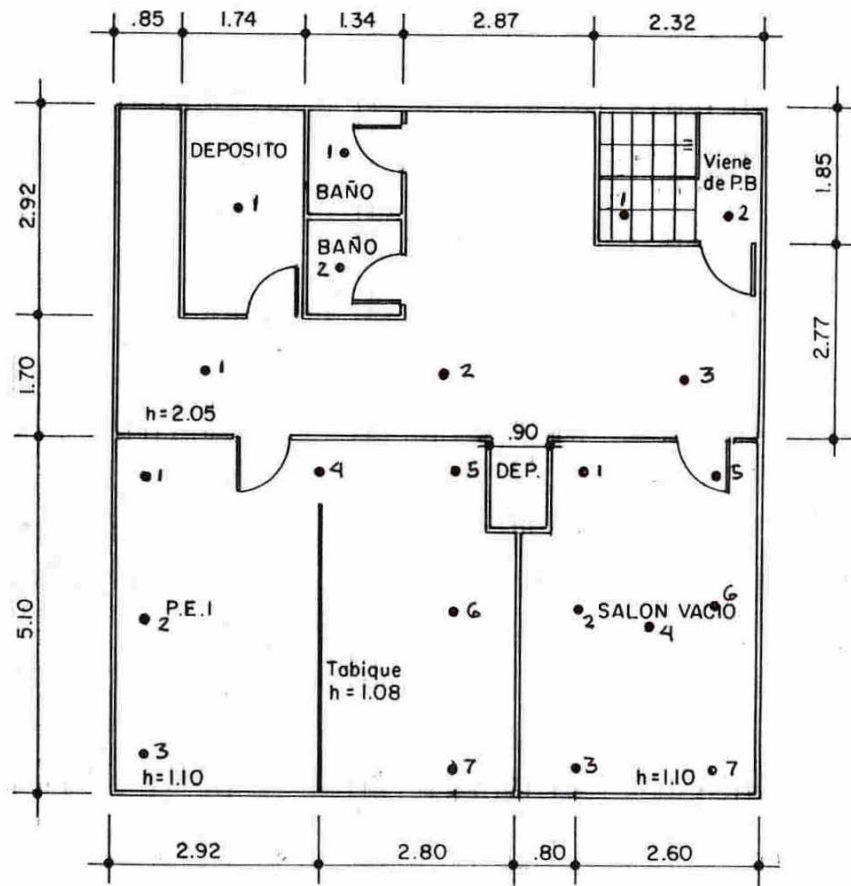 .85 1.74 1.34 2.87 2.32
DEPOSITO
1
BAÑO
Viene
de P.B
1.85
2.92
1
1
2
BAÑO
2
2.77
1.70
1
2
3
h = 2.05
.90
1
4
5
DEP.
1
5
5.10
P.E.1
2
6
2
SALON VACIO
6
4
Tabique
h = 1.08
3
h = 1.10
7
3
h = 1.10
7
2.92 2.80 .80 2.60